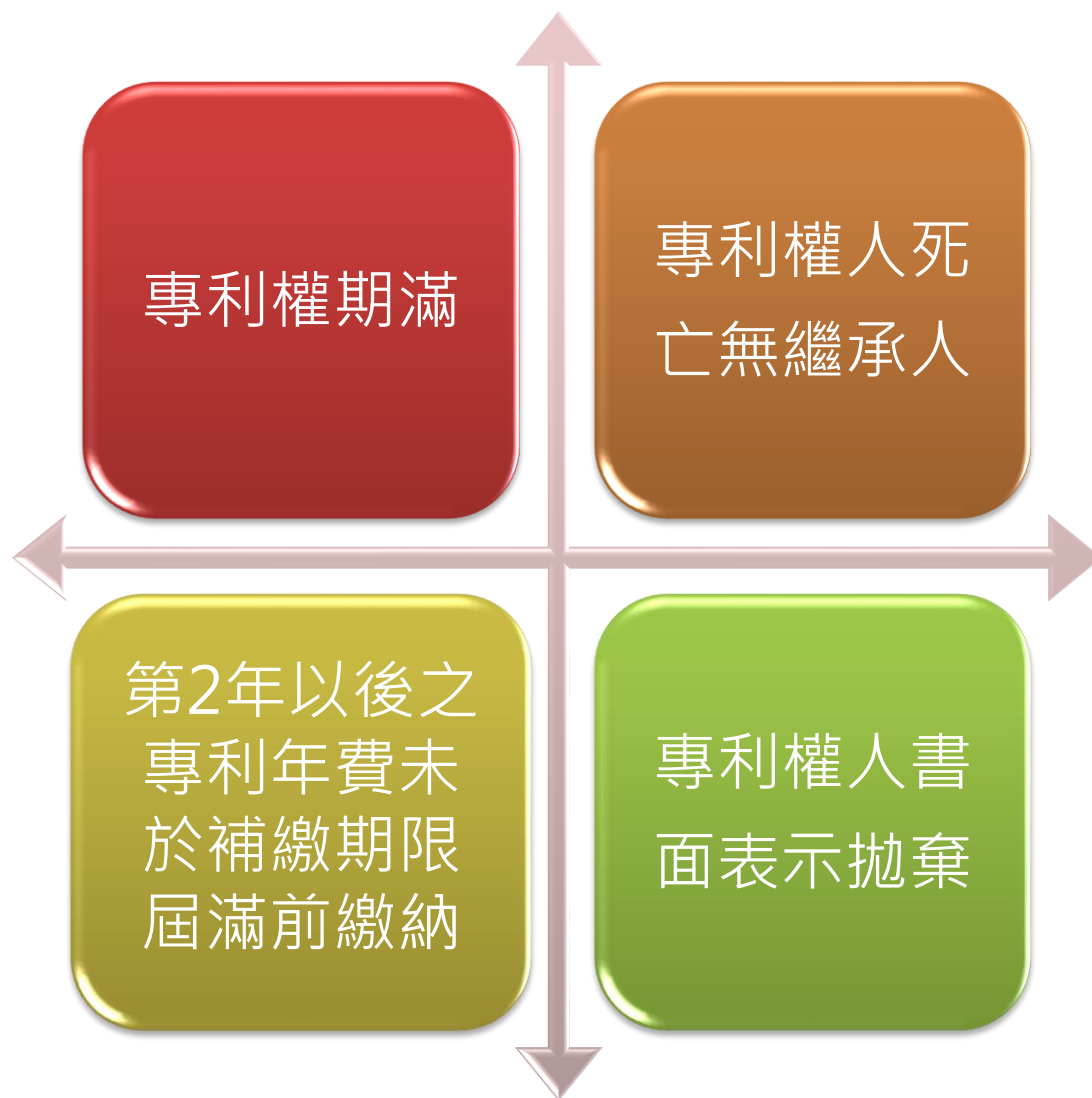 專利權期滿
專利權人死
亡無繼承人
第2年以後之
專利年費未
於補繳期限
屆滿前繳納
專利權人書
面表示拋棄